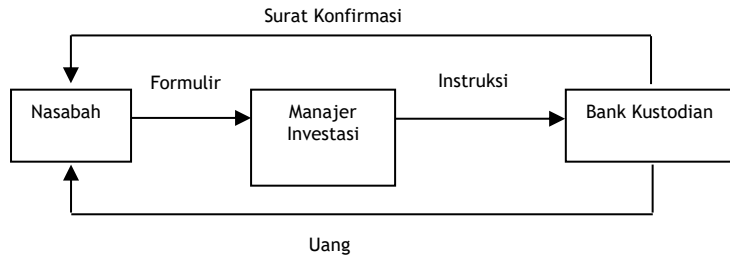 Surat Konfirmasi
Formulir
Instruksi
Nasabah
Manajer
Investasi
Bank Kustodian
Uang